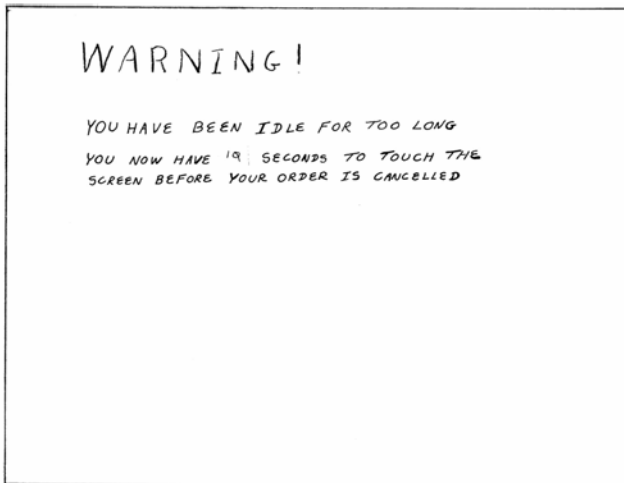 WARNING!
YOU HAVE BEEN IDLE FOR TOO LONG
YOU NOW HAVE 19 SECONDS TO TOUCH THE
SCREEN BEFORE YOUR ORDER IS CANCELLED